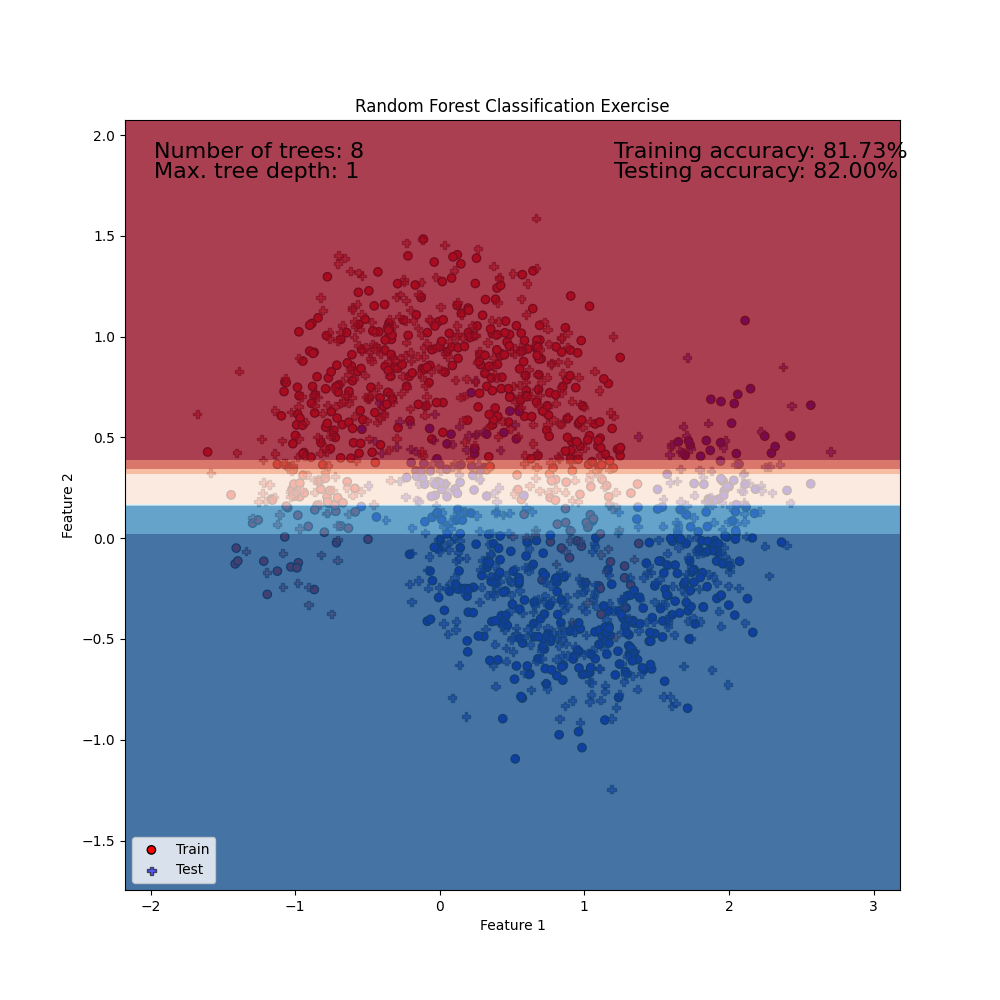 Random Forest Classification Exercise
Number of trees: 8
Max. tree depth: 1
Training accuracy: 81.73%
Testing accuracy: 82.00%
Feature 2
2.0
1.5
1.0
0.5
0.0
−0.5
−1.0
−1.5
Train
Test
−2
−1
0
1
2
3
Feature 1